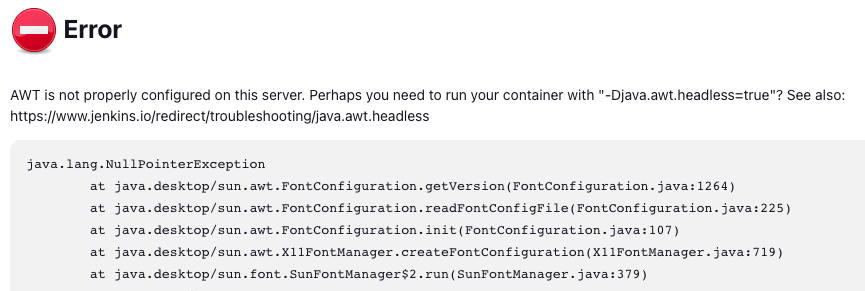 Error
AWT is not properly configured on this server. Perhaps you need to run your container with "-Djava.awt.headless=true"? See also:
https://www.jenkins.io/redirect/troubleshooting/java.awt.headless
java.lang.NullPointerException
at java.desktop/sun.awt.FontConfiguration.getVersion(FontConfiguration.java:1264)
at java.desktop/sun.awt.FontConfiguration.readFontConfigFile(FontConfiguration.java:225)
at java.desktop/sun.awt.FontConfiguration.init(FontConfiguration.java:107)
at java.desktop/sun.awt.X11FontManager.createFontConfiguration(X11FontManager.java:719)
at java.desktop/sun.font.SunFontManager$2.run(SunFontManager.java:379)